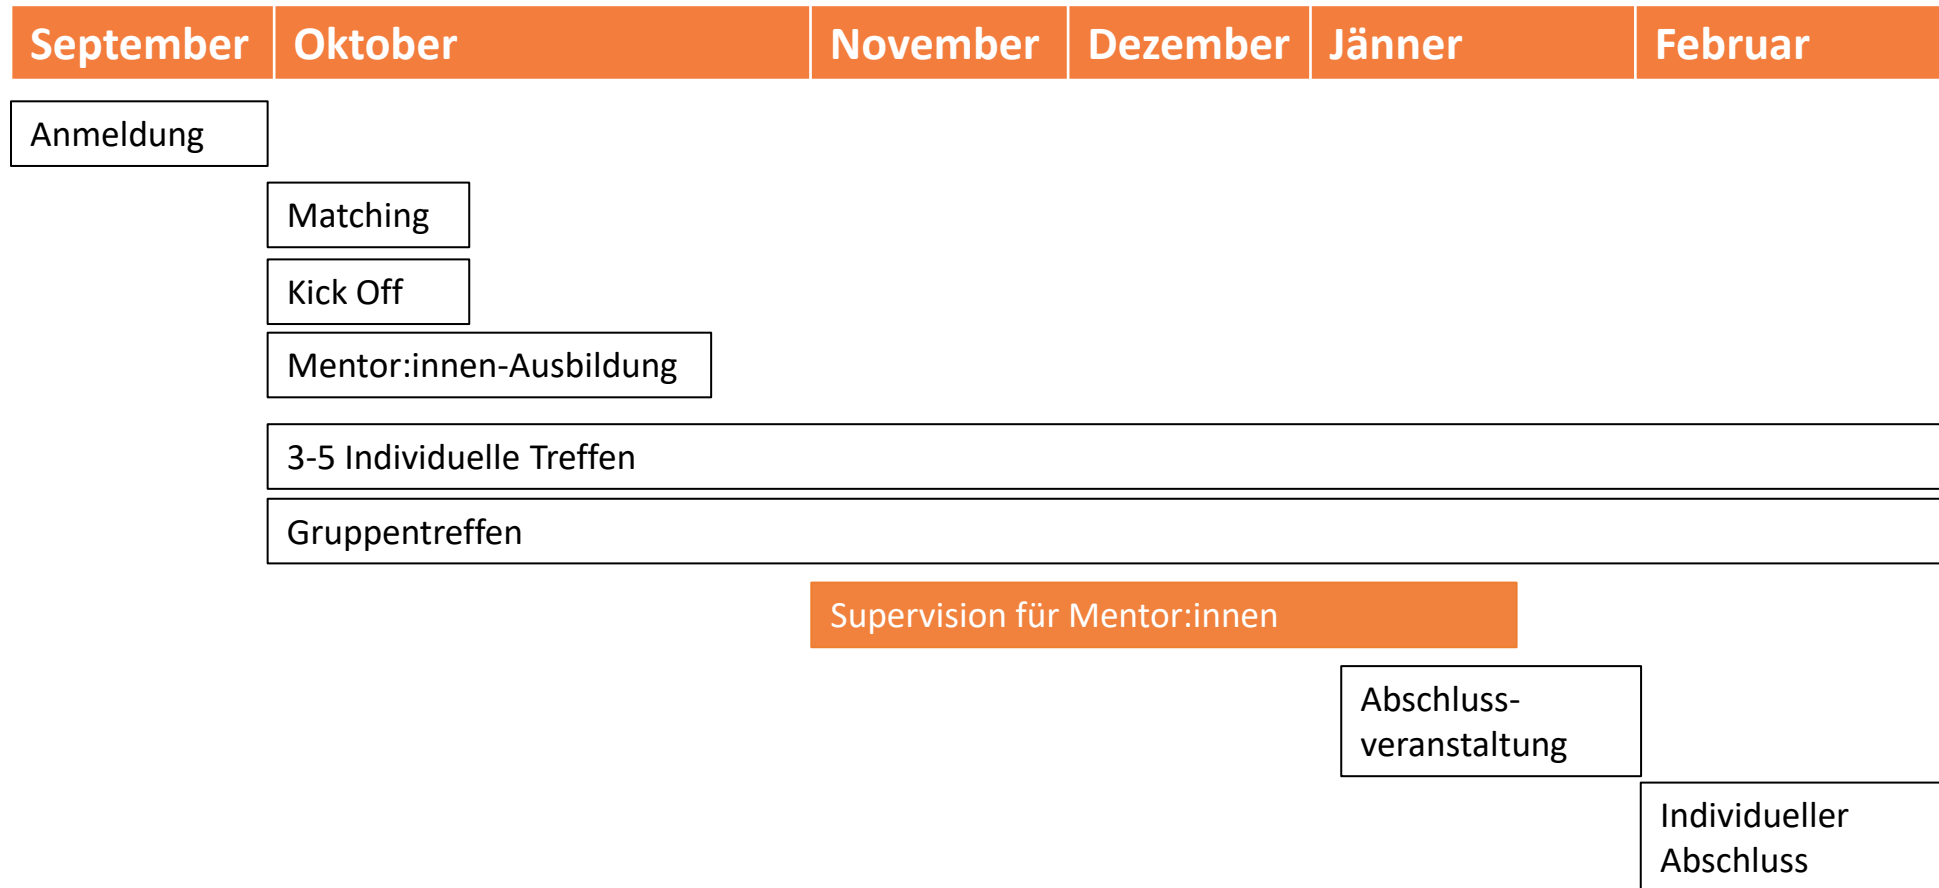 September Oktober November Dezember Jänner Februar
Anmeldung
Matching
Kick Off
Mentor:innen-Ausbildung
3-5 Individuelle Treffen
Gruppentreffen
Supervision für Mentor:innen
Abschluss-
veranstaltung
Individueller
Abschluss